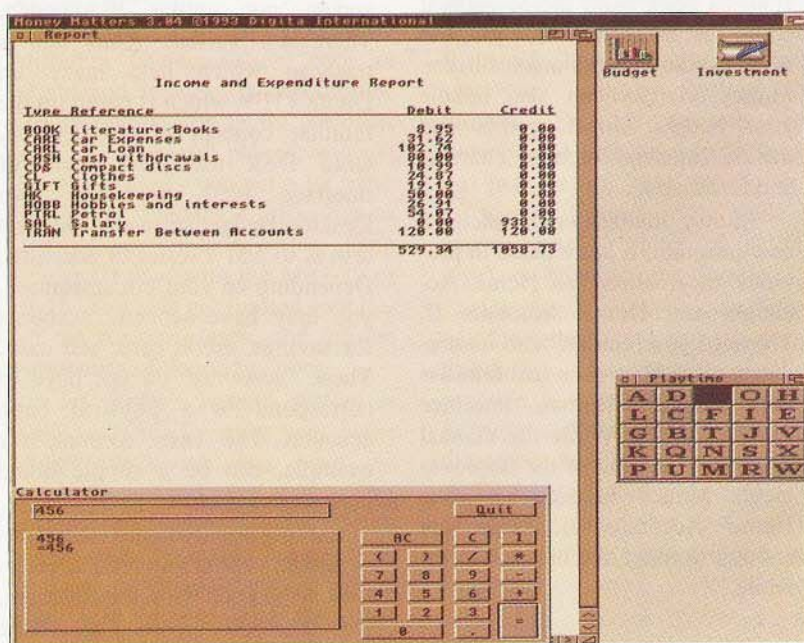 Money Matters 3.04 ©1993 Digita International
Report
Income and Expenditure Report
Type Reference Debit Credit
BOOK Literature-Books 8.95 0.00
CARE Car Expenses 31.62 0.00
CARL Car Loan 102.74 0.00
CASH Cash withdrawals 80.00 0.00
CDS Compact discs 10.99 0.00
CL Clothes 24.87 0.00
GIFT Gifts 19.19 0.00
HK Housekeeping 50.00 0.00
HOBB Hobbies and interests 26.91 0.00
PTRL Petrol 54.07 0.00
SAL Salary 0.00 938.73
TRAN Transfer Between Accounts 120.00 120.00
529.34 1058.73
Budget Investment
Playtime
A D O H
L C F I E
G B T J V
K Q N S X
P U M R W
Calculator
456 Quit
456
=456
AC C I
( ) / *
7 8 9 -
4 5 6 +
1 2 3 =
0 .